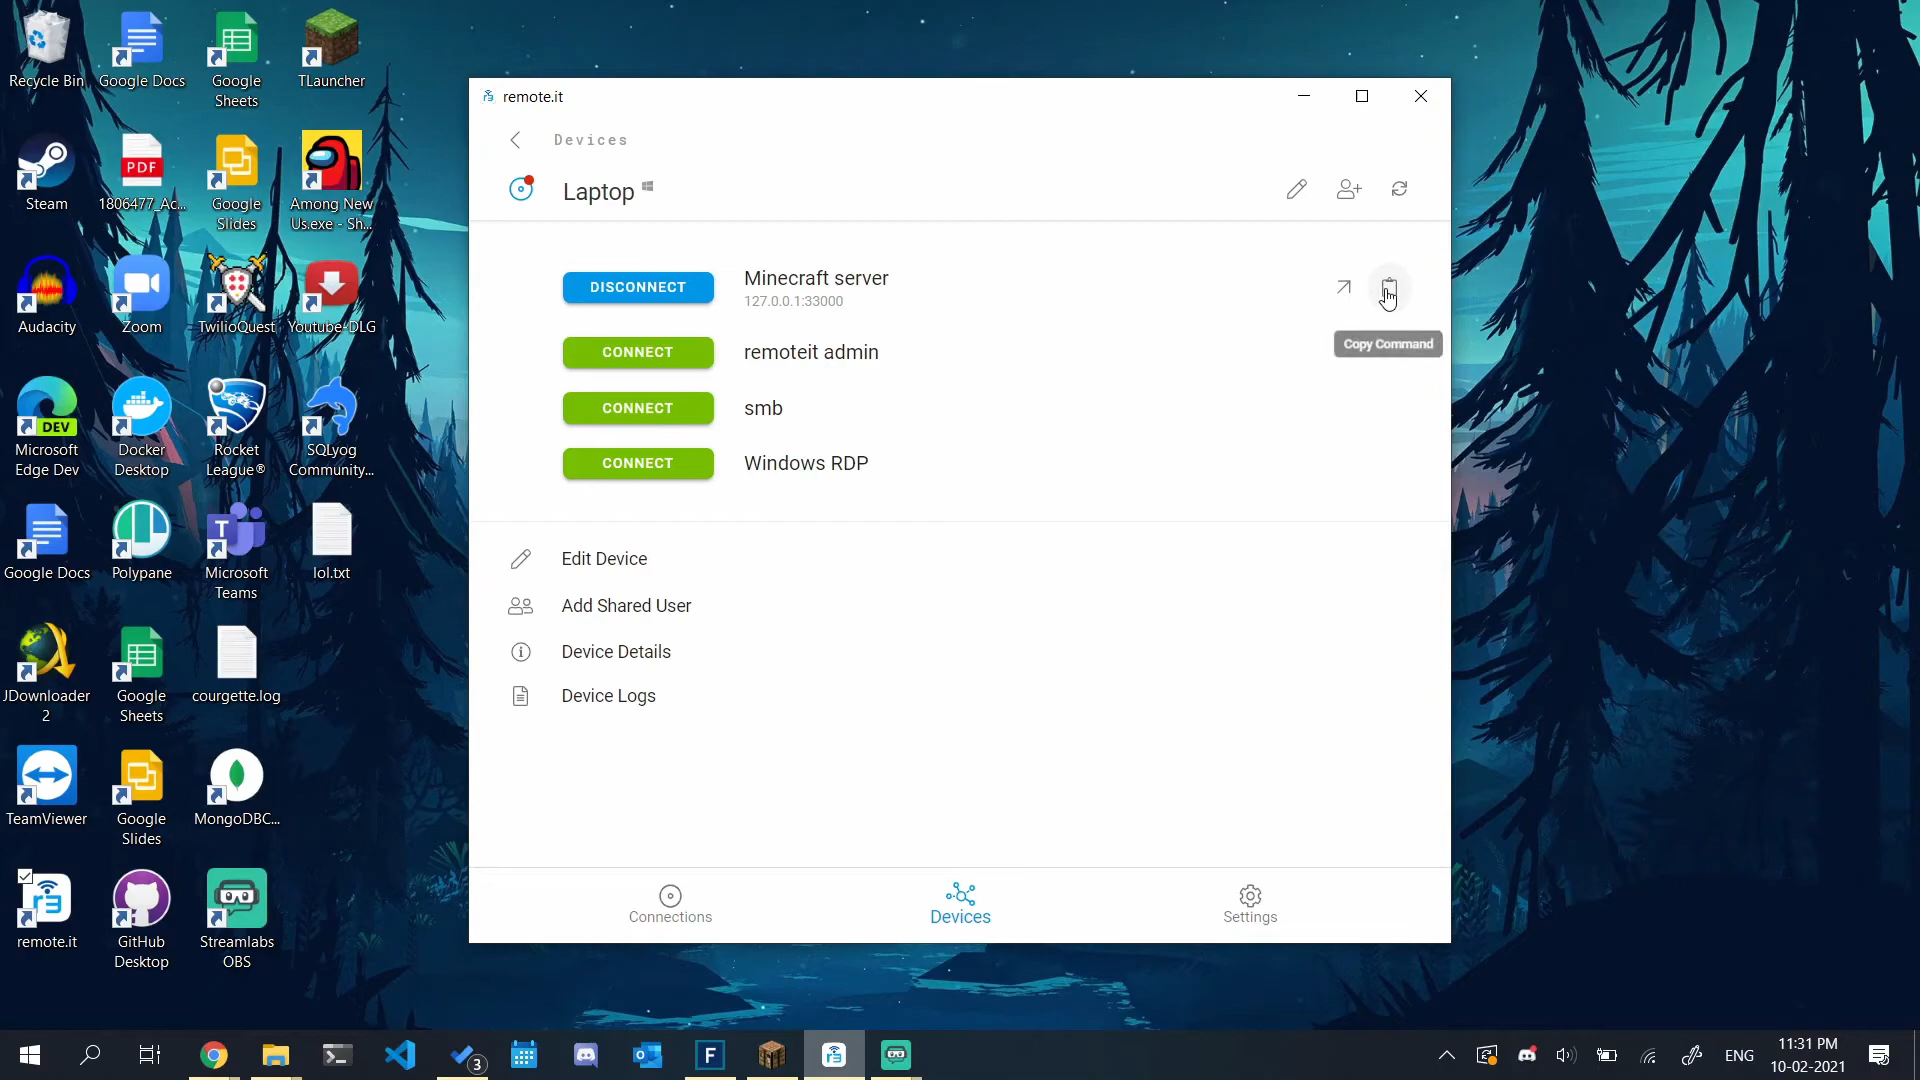 Recycle Bin
Google Docs
Google
Sheets
TLauncher
Steam
PDF
1806477_Ac...
Google
Slides
Among New
Us.exe - Sh...
Audacity
Zoom
TwilioQuest
Youtube-DLG
DEV
Microsoft
Edge Dev
Docker
Desktop
Rocket
League®
SQLyog
Community...
Google Docs
Polypane
T
Microsoft
Teams
lol.txt
JDownloader
2
Google
Sheets
courgette.log
TeamViewer
Google
Slides
MongoDBC...
remote.it
GitHub
Desktop
Streamlabs
OBS
remote.it
Devices
Laptop
DISCONNECT
Minecraft server
127.0.0.1:33000
Copy Command
CONNECT
remoteit admin
CONNECT
smb
CONNECT
Windows RDP
Edit Device
Add Shared User
Device Details
Device Logs
Connections
Devices
Settings
3
F
ENG
11:31 PM
10-02-2021